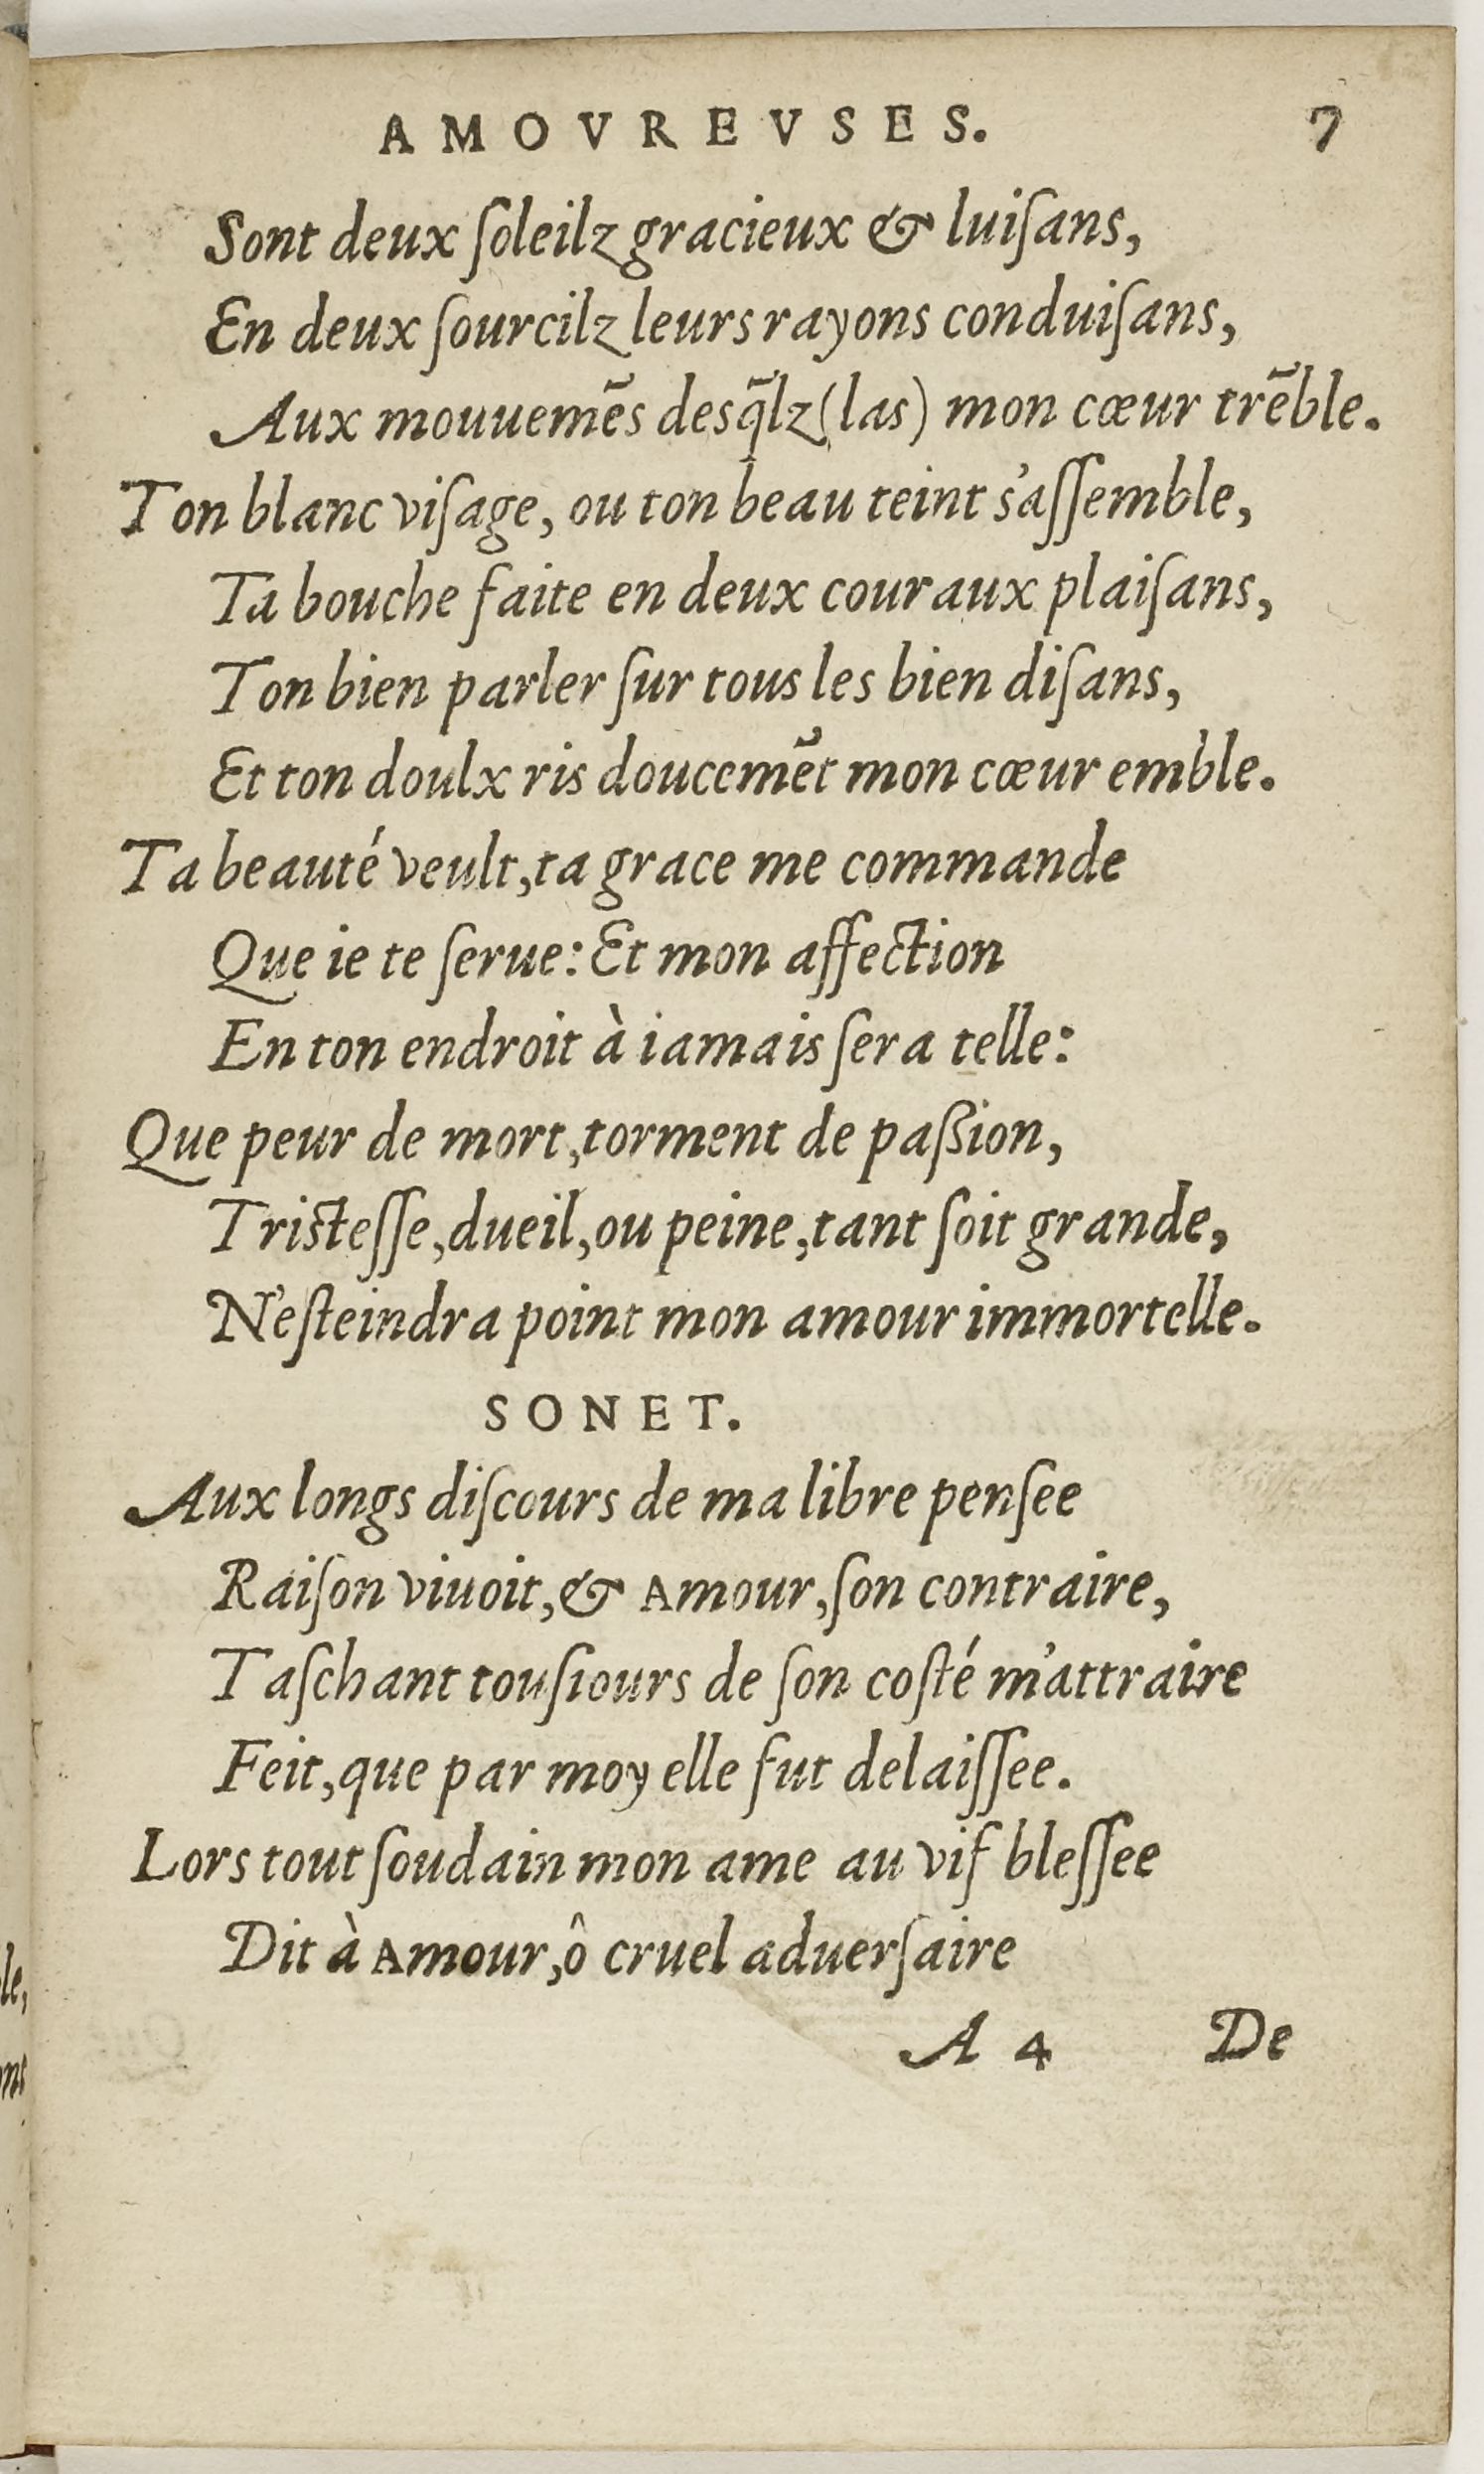 AMOVREVSES. 7
Sont deux ſoleilz gracieux & luiſans,
En deux ſourcilz leurs rayons conduiſans,
Aux mouuemẽs desq̃lz (las) mon cœur trẽble.
Ton blanc viſage, ou ton beau teint s'aſſemble,
Ta bouche faite en deux couraux plaiſans,
Ton bien parler ſur tous les bien diſans,
Et ton doulx ris doucemẽt mon cœur emble.
Ta beauté veult, ta grace me commande
Que ie te ſerue: Et mon affection
En ton endroit à iamais ſera telle:
Que peur de mort, torment de paſsion,
Triſteſſe, dueil, ou peine, tant ſoit grande,
N'eſteindra point mon amour immortelle.
SONET.
Aux longs diſcours de ma libre penſee
Raiſon viuoit, & Amour, ſon contraire,
Taſchant touſiours de ſon coſté m'attraire
Feit, que par moy elle fut delaiſſee.
Lors tout ſoudain mon ame au vif bleſſee
Dit à Amour, ô cruel aduerſaire
A 4 De